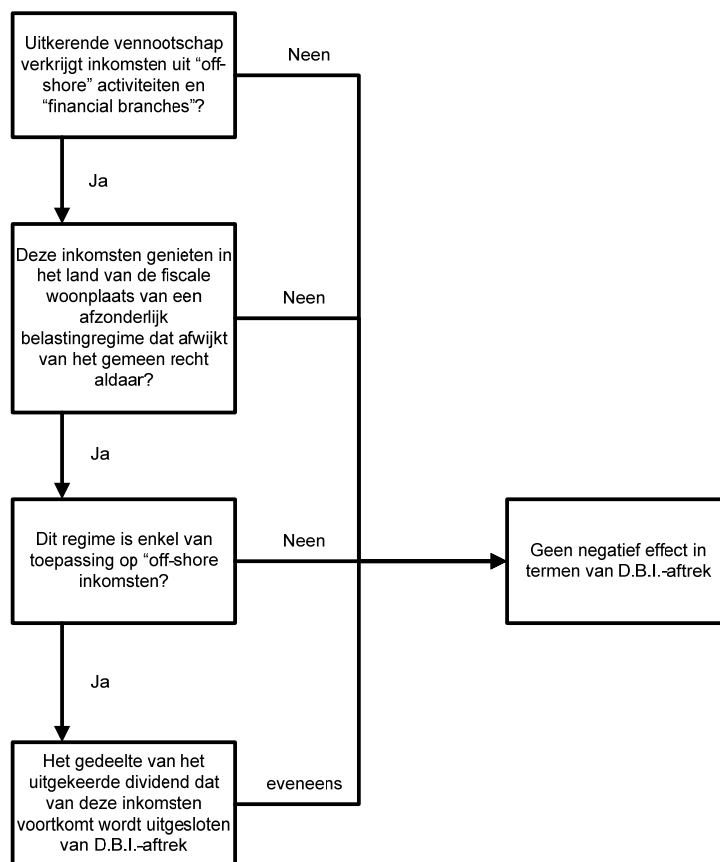 Uitkerende vennootschap
verkrijgt inkomsten uit “off-
shore” activiteiten en
“financial branches”?
Neen
Ja
Deze inkomsten genieten in
het land van de fiscale
woonplaats van een
afzonderlijk
belastingregime dat afwijkt
van het gemeen recht
aldaar?
Neen
Ja
Dit regime is enkel van
toepassing op “off-shore
inkomsten?
Neen
Geen negatief effect in
termen van D.B.I.-aftrek
Ja
Het gedeelte van het
uitgekeerde dividend dat
van deze inkomsten
voortkomt wordt uitgesloten
van D.B.I.-aftrek
eveneens